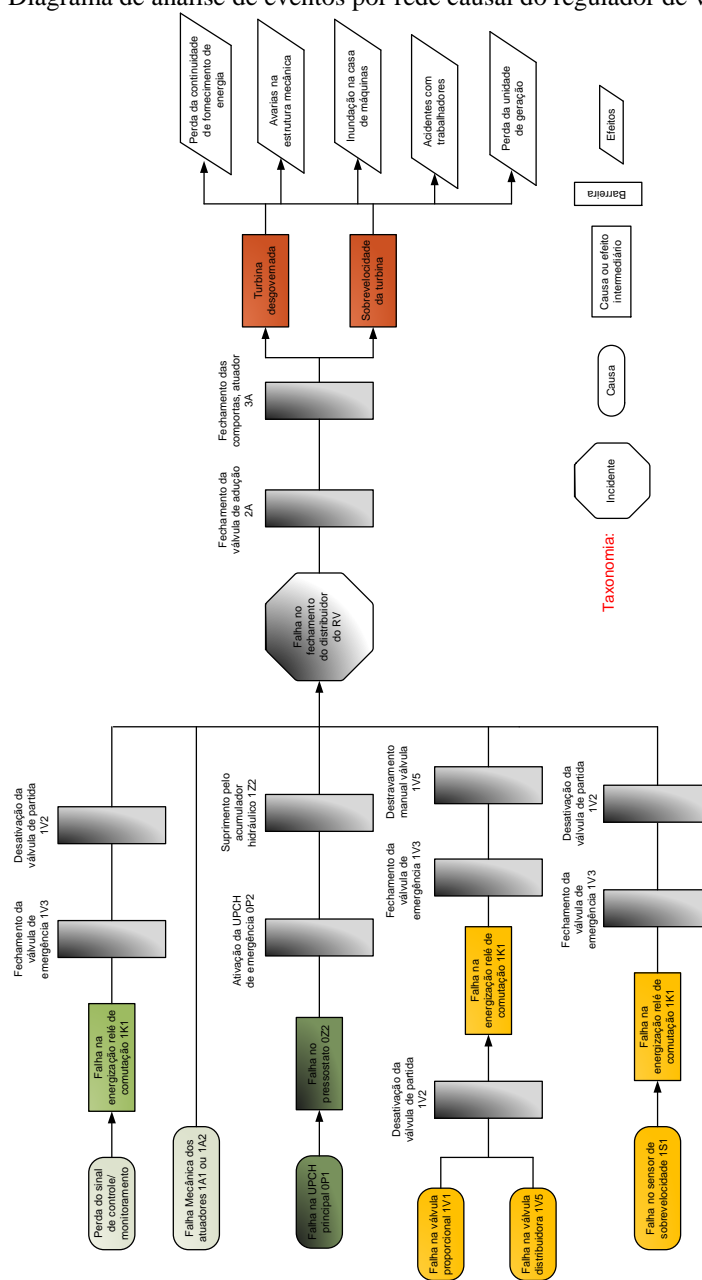 Diagrama de análise de eventos por rede causal do regulador de v
Perda do sinal
de controle/
monitoramento
Falha na
energização relé de
comutação 1K1
Fechamento da
válvula de
emergência 1V3
Desativação da
válvula de partida
1V2
Falha Mecânica dos
atuadores 1A1 ou 1A2
Falha na UPCH
principal 0P1
Falha no
pressostato 0Z2
Ativação da UPCH
de emergência 0P2
Suprimento pelo
acumulador
hidráulico 1Z2
Falha na válvula
proporcional 1V1
Falha na válvula
distribuidora 1V5
Desativação da
válvula de partida
1V2
Falha na
energização relé de
comutação 1K1
Fechamento da
válvula de
emergência 1V3
Destravamento
manual válvula
1V5
Falha no sensor de
sobrevelocidade 1S1
Falha na
energização relé de
comutação 1K1
Fechamento da
válvula de
emergência 1V3
Desativação da
válvula de partida
1V2
Falha no
fechamento
do distribuidor
do RV
Fechamento da
válvula de adução
2A
Fechamento das
comportas, atuador
3A
Turbina
desgovernada
Sobrevelocidade
da turbina
Perda da continuidade
de fornecimento de
energia
Avarias na
estrutura mecânica
Inundação na casa
de máquinas
Acidentes com
trabalhadores
Perda da unidade
de geração
Taxonomia:
Incidente
Causa
Causa ou efeito
intermediário
Barreira
Efeitos